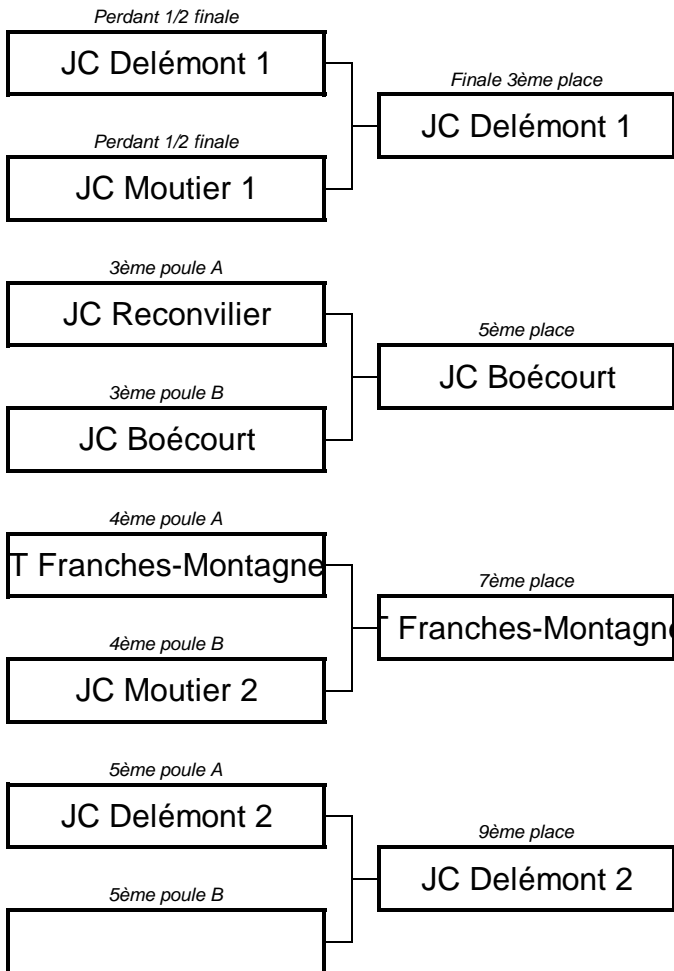 Perdant 1/2 finale
JC Delémont 1
Finale 3ème place
JC Delémont 1
Perdant 1/2 finale
JC Moutier 1
3ème poule A
JC Reconvilier
5ème place
JC Boécourt
3ème poule B
JC Boécourt
4ème poule A
T Franches-Montagne
7ème place
Franches-Montagne
4ème poule B
JC Moutier 2
5ème poule A
JC Delémont 2
9ème place
JC Delémont 2
5ème poule B